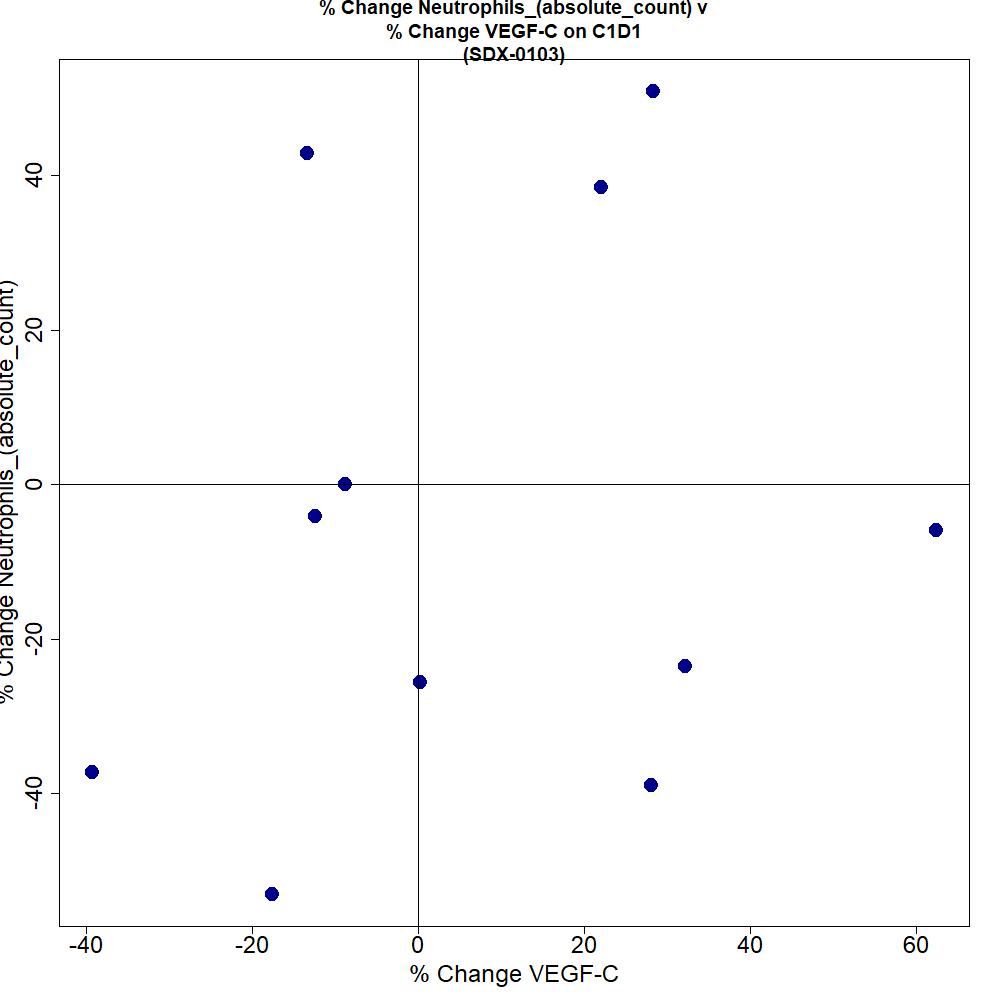 % Change Neutrophils_(absolute_count) v
% Change VEGF-C on C1D1
(SDX-0103)
% Change Neutrophils_(absolute_count)
40
20
0
-20
-40
-40
-20
0
20
40
60
% Change VEGF-C